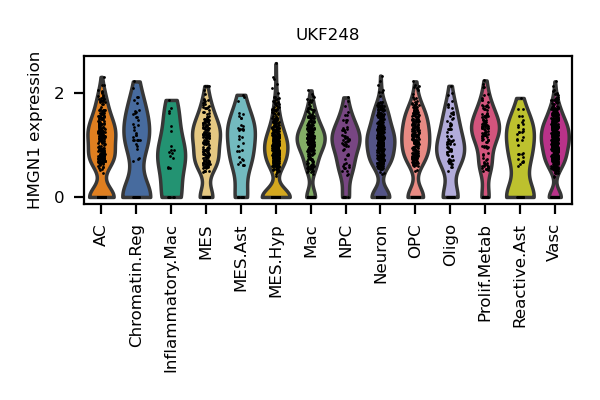 UKF248
HMGN1 expression
2
0
AC
Chromatin.Reg
Inflammatory.Mac
MES
MES.Ast
MES.Hyp
Mac
NPC
Neuron
OPC
Oligo
Prolif.Metab
Reactive.Ast
Vasc